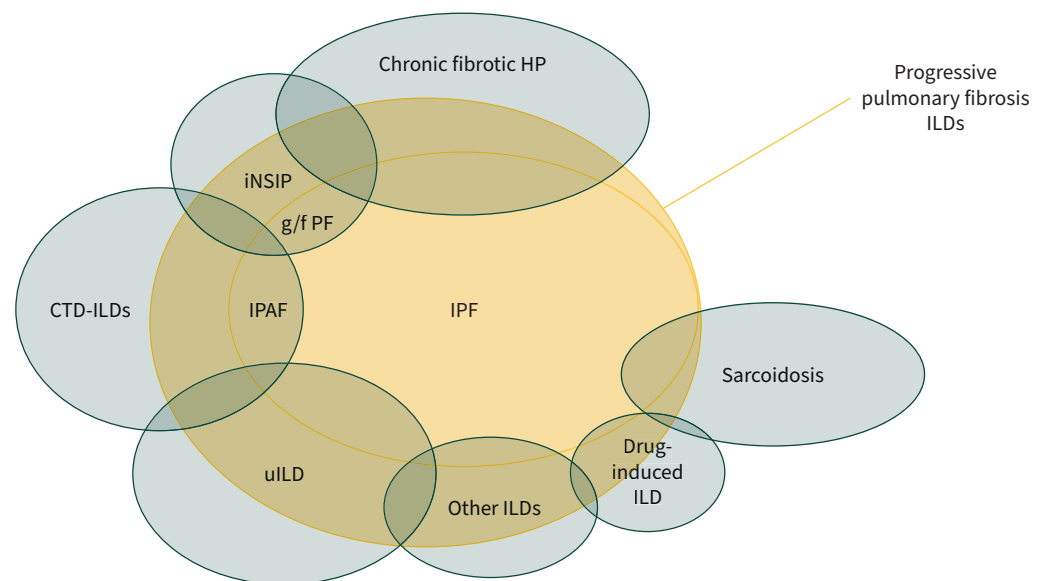 Chronic fibrotic HP
Progressive
pulmonary fibrosis
ILDs
iNSIP
g/f PF
CTD-ILDs
IPAF
IPF
Sarcoidosis
Drug-
induced
ILD
uILD
Other ILDs